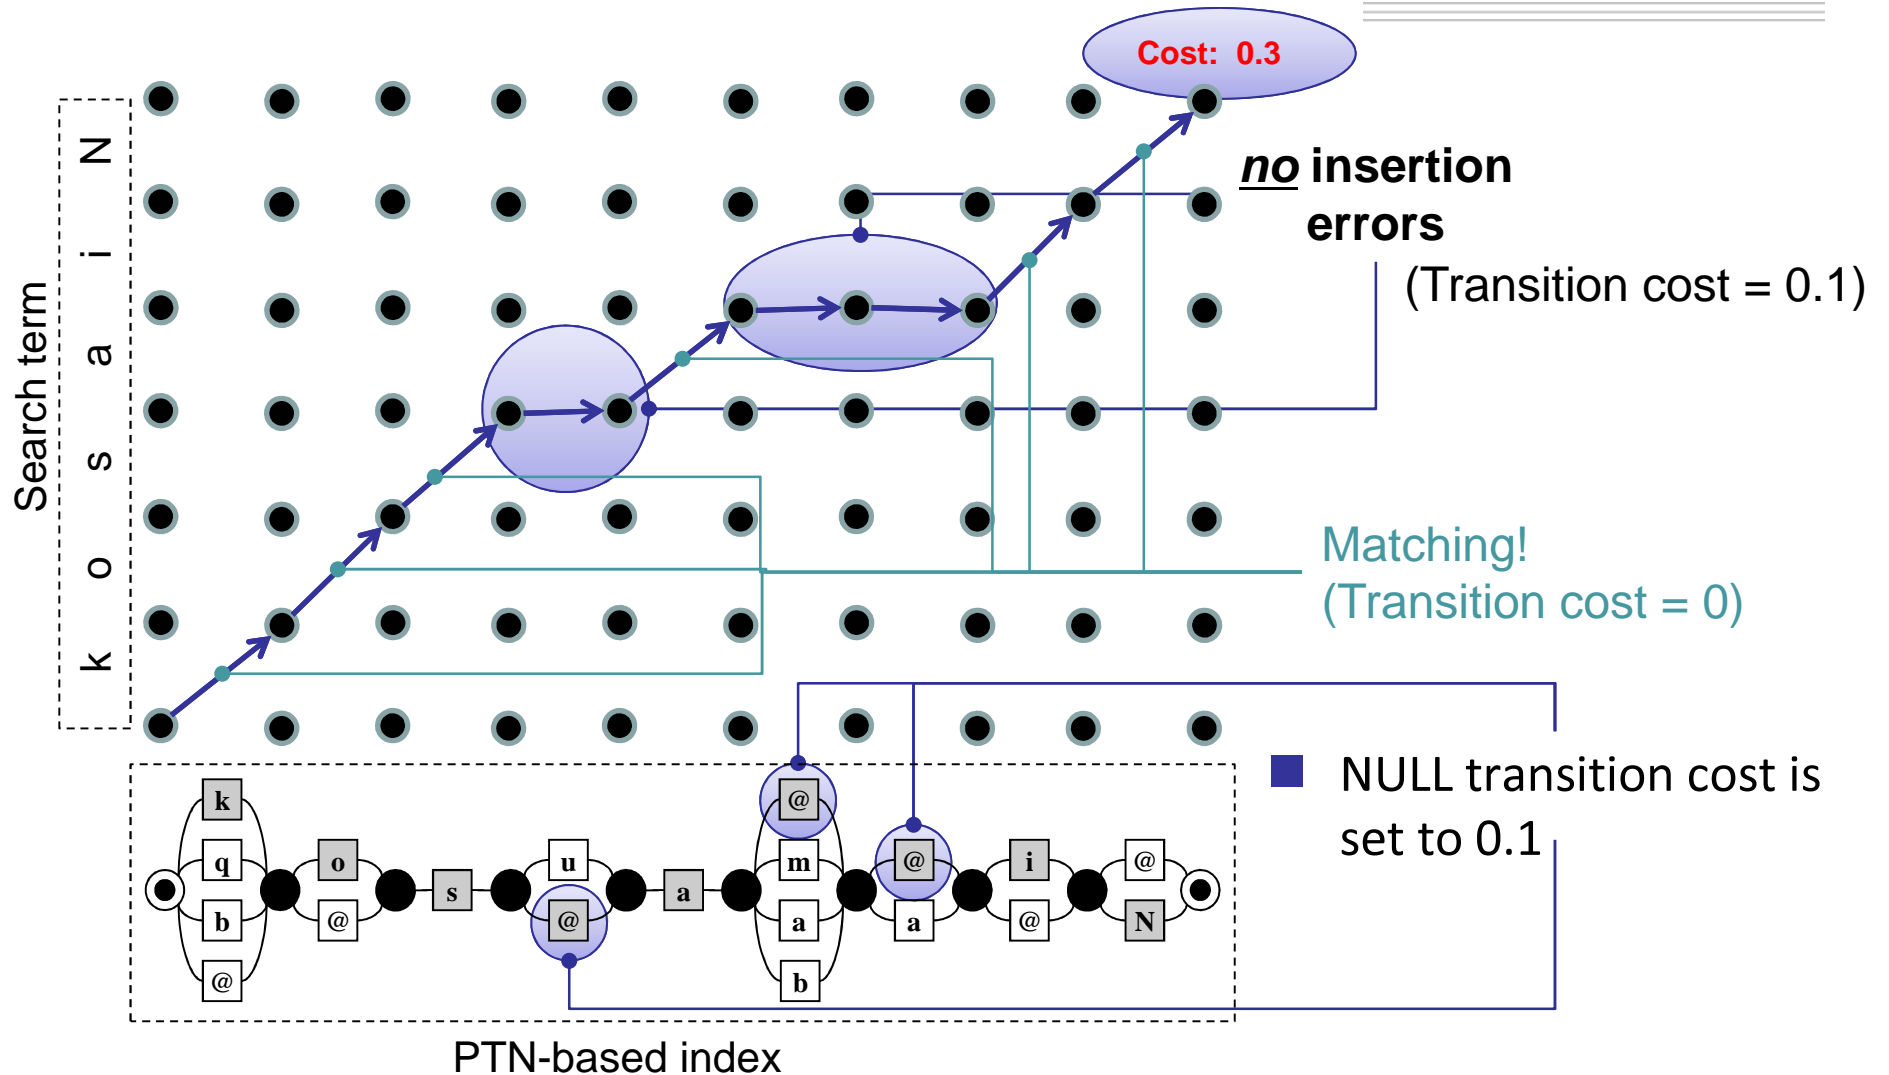 Cost: 0.3
no insertion
errors
(Transition cost = 0.1)
Search term
k o s a i N
Matching!
(Transition cost = 0)
NULL transition cost is
set to 0.1
k @
q o u m @ i @
s a
b @ @ a a @ N
@ b
PTN-based index